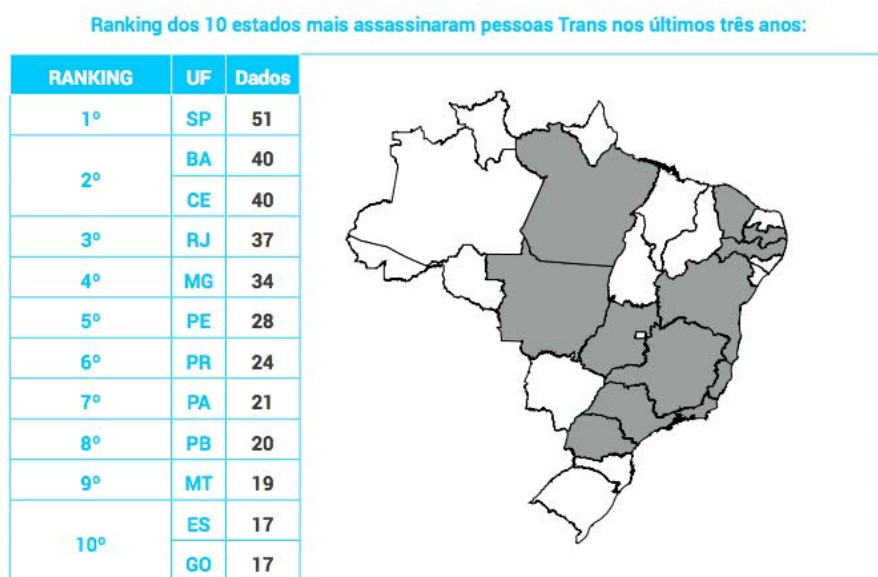 Ranking dos 10 estados mais assassinaram pessoas Trans nos últimos três anos:
RANKING UF Dados
1º SP 51
2º BA 40
CE 40
3º RJ 37
4º MG 34
5º PE 28
6º PR 24
7º PA 21
8º PB 20
9º MT 19
10º ES 17
GO 17